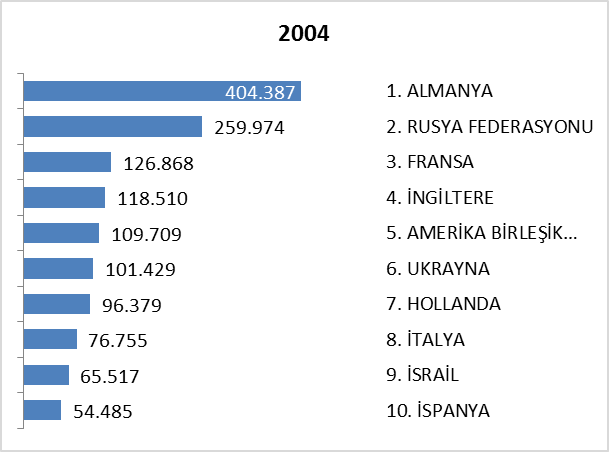 2004
404.387 1. ALMANYA
259.974 2. RUSYA FEDERASYONU
126.868 3. FRANSA
118.510 4. İNGİLTERE
109.709 5. AMERİKA BİRLEŞİK...
101.429 6. UKRAYNA
96.379 7. HOLLANDA
76.755 8. İTALYA
65.517 9. İSRAİL
54.485 10. İSPANYA